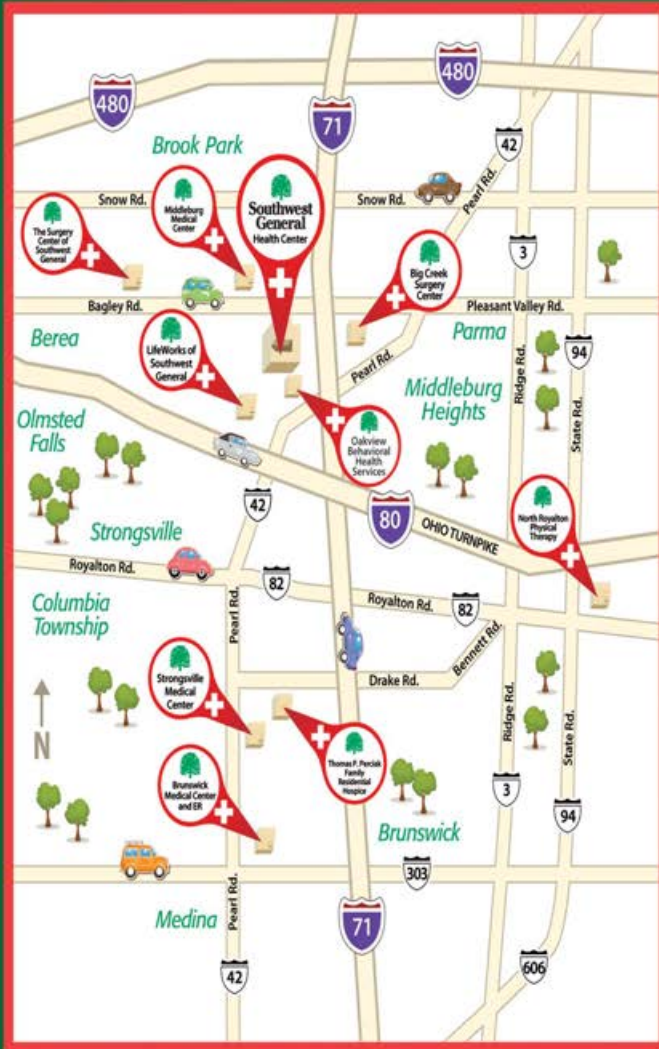 480
480
71
42
Brook Park
Snow Rd.
Snow Rd.
Pearl Rd.
The Surgery
Center of
Southwest
General
Middleburg
Medical
Center
Southwest
General
Health Center
Big Creek
Surgery
Center
3
Bagley Rd.
Pleasant Valley Rd.
Berea
Parma
LifeWorks of
Southwest
General
Pearl Rd.
Ridge Rd.
94
Middleburg
Heights
State Rd.
Olmsted
Falls
Oakview
Behavioral
Health
Services
42
80
OHIO TURNPIKE
North Royalton
Physical
Therapy
Strongsville
Royalton Rd.
82
Royalton Rd.
82
Columbia
Township
Pearl Rd.
Bennett Rd.
Drake Rd.
Strongsville
Medical
Center
N
Ridge Rd.
State Rd.
Thomas P. Perciak
Family
Residential
Hospice
Brunswick
Medical Center
and ER
3
94
Brunswick
303
Medina
Pearl Rd.
71
42
606